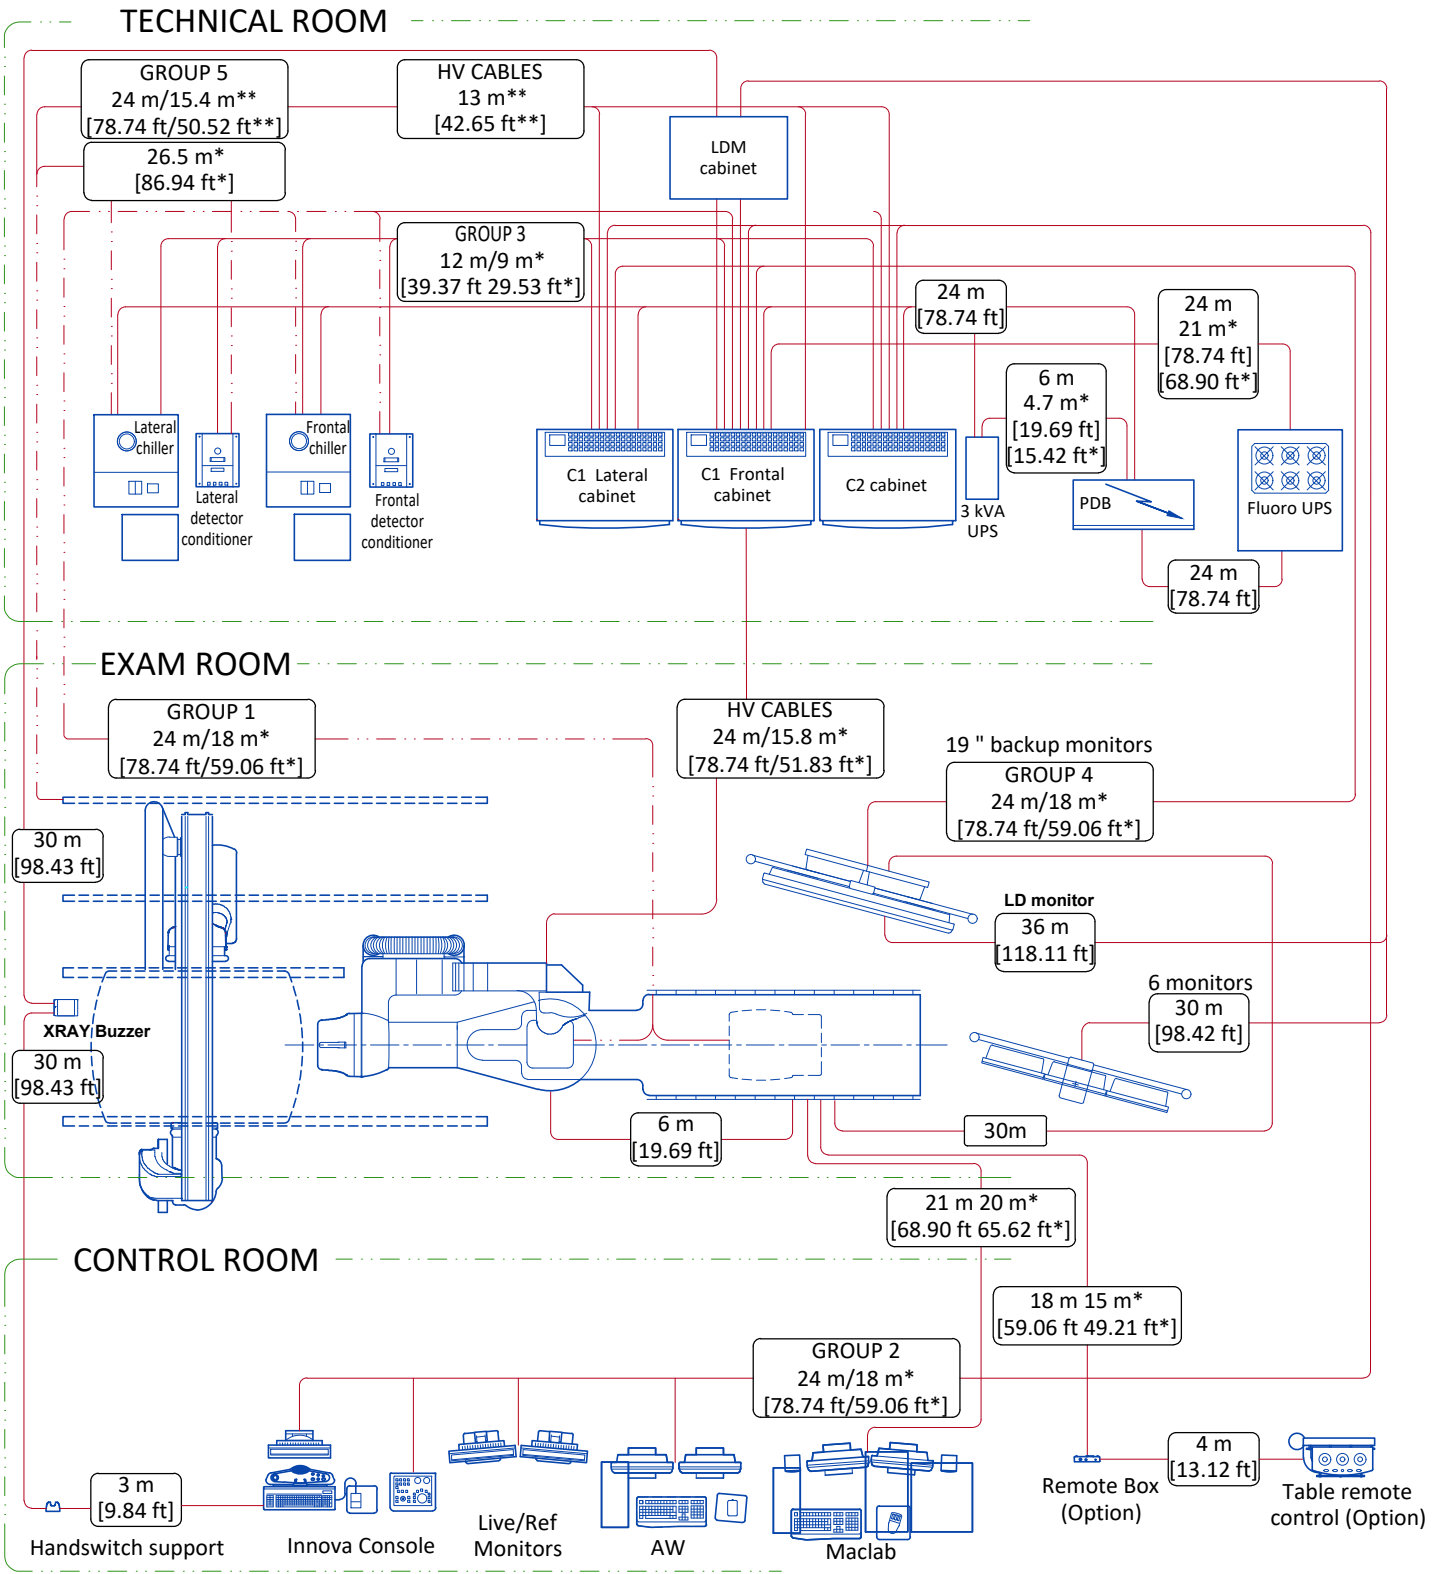 TECHNICAL ROOM
GROUP 5
24 m/15.4 m**
[78.74 ft/50.52 ft**]
HV CABLES
13 m**
[42.65 ft**]
LDM
cabinet
26.5 m*
[86.94 ft*]
GROUP 3
12 m/9 m*
[39.37 ft 29.53 ft*]
24 m
[78.74 ft]
24 m
21 m*
[78.74 ft]
[68.90 ft*]
6 m
4.7 m*
[19.69 ft]
[15.42 ft*]
Lateral
chiller
Lateral
detector
conditioner
Frontal
chiller
Frontal
detector
conditioner
C1 Lateral
cabinet
C1 Frontal
cabinet
C2 cabinet
3 kVA
UPS
PDB
Fluoro UPS
24 m
[78.74 ft]
EXAM ROOM
GROUP 1
24 m/18 m*
[78.74 ft/59.06 ft*]
HV CABLES
24 m/15.8 m*
[78.74 ft/51.83 ft*]
19 " backup monitors
GROUP 4
24 m/18 m*
[78.74 ft/59.06 ft*]
30 m
[98.43 ft]
LD monitor
36 m
[118.11 ft]
6 monitors
30 m
[98.42 ft]
XRAY Buzzer
30 m
[98.43 ft]
6 m
[19.69 ft]
30m
21 m 20 m*
[68.90 ft 65.62 ft*]
CONTROL ROOM
18 m 15 m*
[59.06 ft 49.21 ft*]
GROUP 2
24 m/18 m*
[78.74 ft/59.06 ft*]
3 m
[9.84 ft]
4 m
[13.12 ft]
Handswitch support
Innova Console
Live/Ref
Monitors
AW
Maclab
Remote Box
(Option)
Table remote
control (Option)